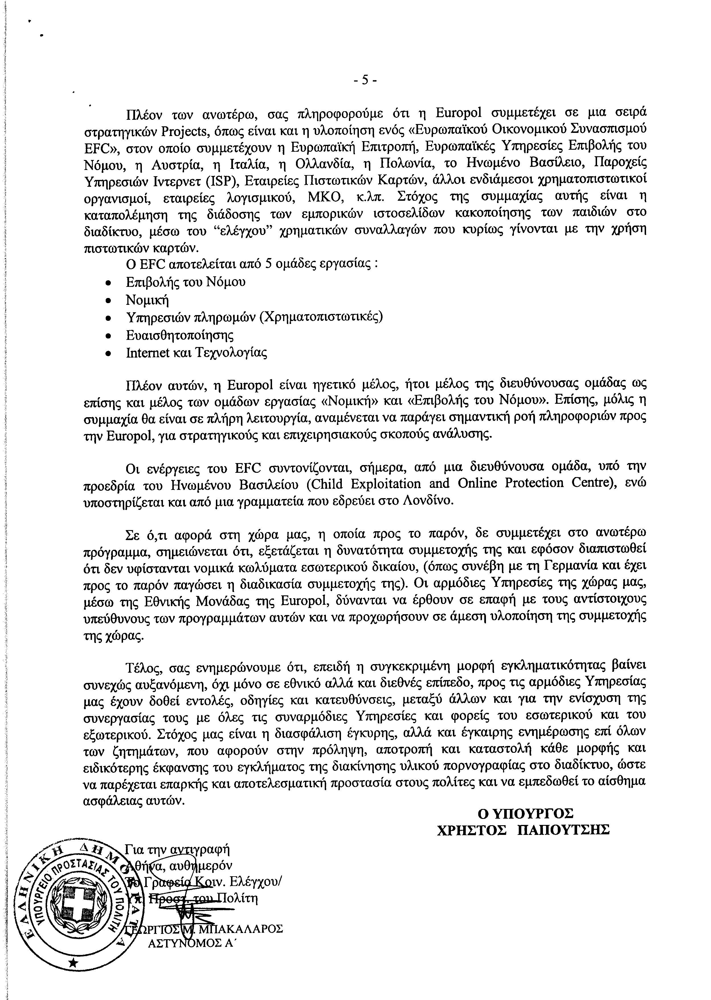 - 5 -
Πλέον των ανωτέρω, σας πληροφορούμε ότι η Europol συμμετέχει σε μια σειρά
στρατηγικών Projects, όπως είναι και η υλοποίηση ενός «Ευρωπαϊκού Οικονομικού Συνασπισμού
EFC», στον οποίο συμμετέχουν η Ευρωπαϊκή Επιτροπή, Ευρωπαϊκές Υπηρεσίες Επιβολής του
Νόμου, η Αυστρία, η Ιταλία, η Ολλανδία, η Πολωνία, το Ηνωμένο Βασίλειο, Παροχείς
Υπηρεσιών Ιντερνετ (ISP), Εταιρείες Πιστωτικών Καρτών, άλλοι ενδιάμεσοι χρηματοπιστωτικοί
οργανισμοί, εταιρείες λογισμικού, ΜΚΟ, κ.λπ. Στόχος της συμμαχίας αυτής είναι η
καταπολέμηση της διάδοσης των εμπορικών ιστοσελίδων κακοποίησης των παιδιών στο
διαδίκτυο, μέσω του “ελέγχου” χρηματικών συναλλαγών που κυρίως γίνονται με την χρήση
πιστωτικών καρτών.
Ο EFC αποτελείται από 5 ομάδες εργασίας :
• Επιβολής του Νόμου
• Νομική
• Υπηρεσιών πληρωμών (Χρηματοπιστωτικές)
• Ευαισθητοποίησης
• Internet και Τεχνολογίας
Πλέον αυτών, η Europol είναι ηγετικό μέλος, ήτοι μέλος της διευθύνουσας ομάδας ως
επίσης και μέλος των ομάδων εργασίας «Νομική» και «Επιβολής του Νόμου». Επίσης, μόλις η
συμμαχία θα είναι σε πλήρη λειτουργία, αναμένεται να παράγει σημαντική ροή πληροφοριών προς
την Europol, για στρατηγικούς και επιχειρησιακούς σκοπούς ανάλυσης.
Οι ενέργειες του EFC συντονίζονται, σήμερα, από μια διευθύνουσα ομάδα, υπό την
προεδρία του Ηνωμένου Βασιλείου (Child Exploitation and Online Protection Centre), ενώ
υποστηρίζεται και από μια γραμματεία που εδρεύει στο Λονδίνο.
Σε ό,τι αφορά στη χώρα μας, η οποία προς το παρόν, δε συμμετέχει στο ανωτέρω
πρόγραμμα, σημειώνεται ότι, εξετάζεται η δυνατότητα συμμετοχής της και εφόσον διαπιστωθεί
ότι δεν υφίστανται νομικά κωλύματα εσωτερικού δικαίου, (όπως συνέβη με τη Γερμανία και έχει
προς το παρόν παγώσει η διαδικασία συμμετοχής της). Οι αρμόδιες Υπηρεσίες της χώρας μας,
μέσω της Εθνικής Μονάδας της Europol, δύνανται να έρθουν σε επαφή με τους αντίστοιχους
υπεύθυνους των προγραμμάτων αυτών και να προχωρήσουν σε άμεση υλοποίηση της συμμετοχής
της χώρας.
Τέλος, σας ενημερώνουμε ότι, επειδή η συγκεκριμένη μορφή εγκληματικότητας βαίνει
συνεχώς αυξανόμενη, όχι μόνο σε εθνικό αλλά και διεθνές επίπεδο, προς τις αρμόδιες Υπηρεσίας
μας έχουν δοθεί εντολές, οδηγίες και κατευθύνσεις, μεταξύ άλλων και για την ενίσχυση της
συνεργασίας τους με όλες τις συναρμόδιες Υπηρεσίες και φορείς του εσωτερικού και του
εξωτερικού. Στόχος μας είναι η διασφάλιση έγκυρης, αλλά και έγκαιρης ενημέρωσης επί όλων
των ζητημάτων, που αφορούν στην πρόληψη, αποτροπή και καταστολή κάθε μορφής και
ειδικότερης έκφανσης του εγκλήματος της διακίνησης υλικού πορνογραφίας στο διαδίκτυο, ώστε
να παρέχεται επαρκής και αποτελεσματική προστασία στους πολίτες και να εμπεδωθεί το αίσθημα
ασφάλειας αυτών.
Ο ΥΠΟΥΡΓΟΣ
ΧΡΗΣΤΟΣ ΠΑΠΟΥΤΣΗΣ
Για την αντιγραφή
Αθήνα, αυθημερόν
Το Γραφείο Κοιν. Ελέγχου/
Υπ. Προστ. του Πολίτη
ΓΕΩΡΓΙΟΣ Μ. ΜΠΑΚΑΛΑΡΟΣ
ΑΣΤΥΝΟΜΟΣ Α΄
ΕΛΛΗΝΙΚΗ ΔΗΜΟΚΡΑΤΙΑ
ΥΠΟΥΡΓΕΙΟ ΠΡΟΣΤΑΣΙΑΣ ΤΟΥ ΠΟΛΙΤΗ